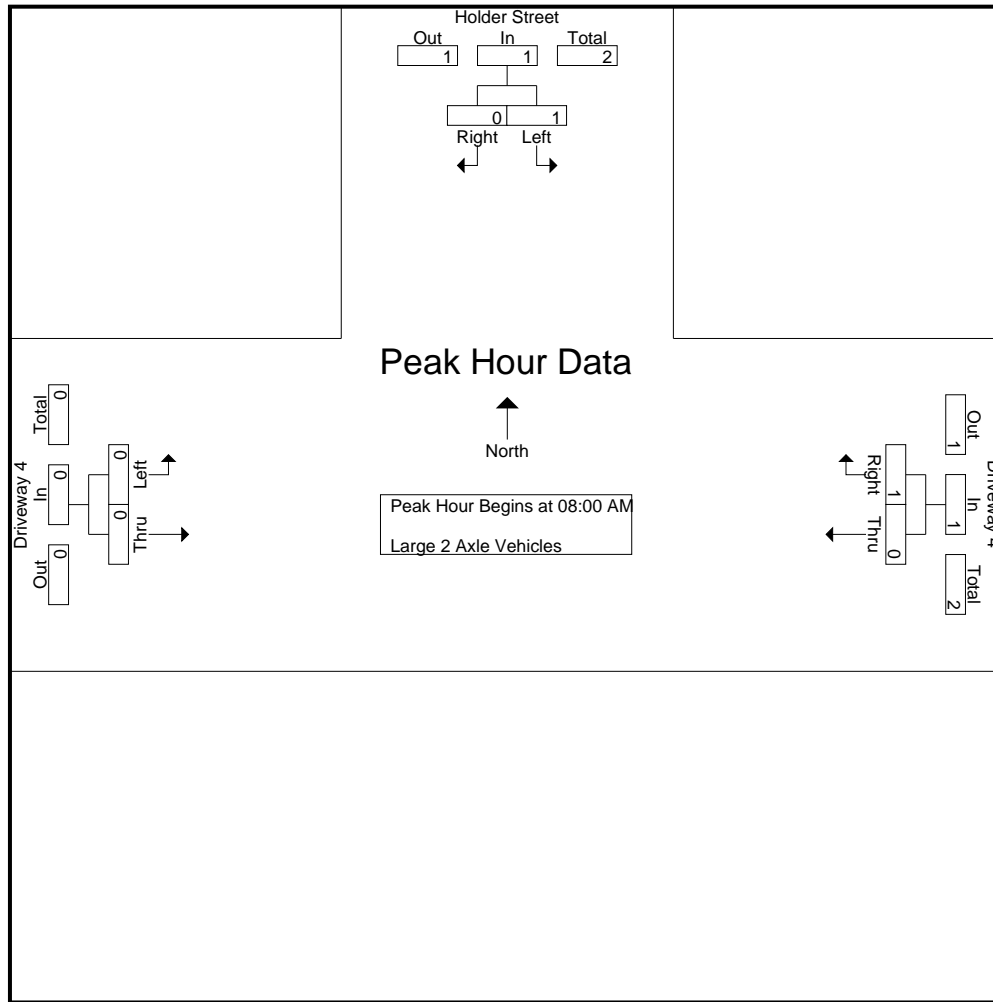 Holder Street
Out In Total
1 1 2
0 1
Right Left
Peak Hour Data
North
Peak Hour Begins at 08:00 AM
Large 2 Axle Vehicles
Driveway 4
Out In Total
0 0 0
Left Thru
0 0
Driveway 4
Out In Total
1 1 2
Right Thru
1 0